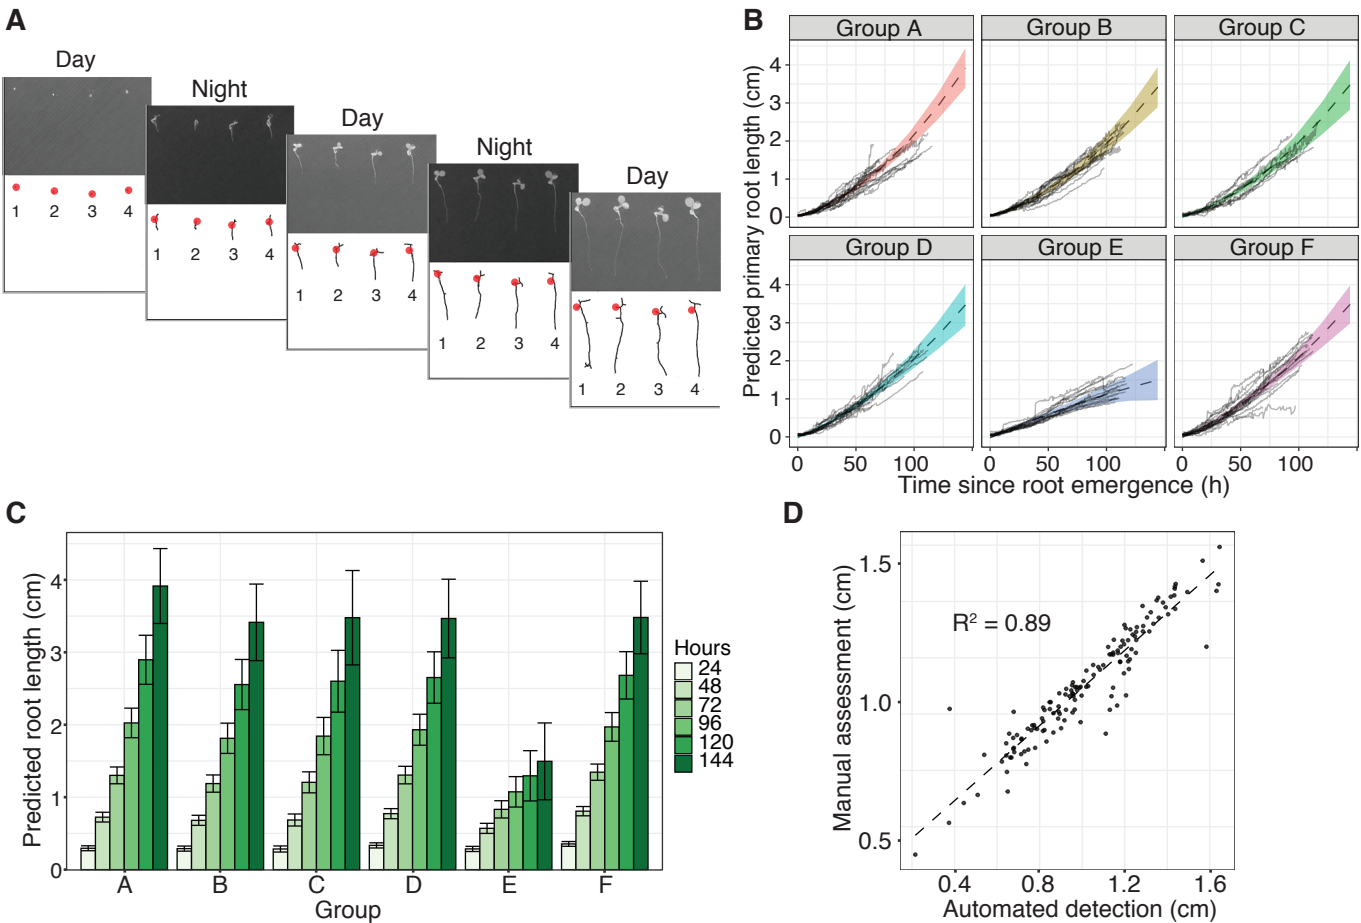 A
Day
1 2 3 4
Night
1 2 3 4
Day
1 2 3 4
Night
1 2 3 4
Day
1 2 3 4
B
Group A Group B Group C
Predicted primary root length (cm)
4
3
2
1
0
Group D Group E Group F
4
3
2
1
0
0 50 100 0 50 100 0 50 100
Time since root emergence (h)
C
Predicted root length (cm)
4
3
2
1
0
A B C D E F
Group
Hours
24
48
72
96
120
144
D
Manual assessment (cm)
1.5
1.0
0.5
R² = 0.89
0.4 0.8 1.2 1.6
Automated detection (cm)